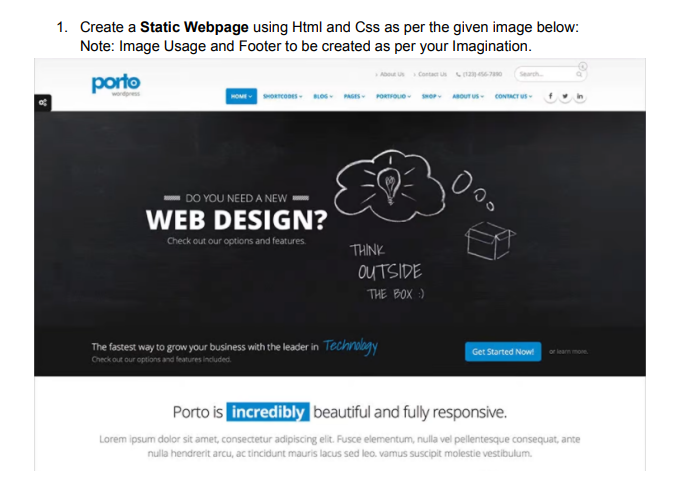 1. Create a Static Webpage using Html and Css as per the given image below:
Note: Image Usage and Footer to be created as per your Imagination.
› About Us › Contact Us (123) 456-7890 Search...
porto
wordpress
HOME SHORTCODES BLOG PAGES PORTFOLIO SHOP ABOUT US CONTACT US f in
DO YOU NEED A NEW
WEB DESIGN?
Check out our options and features.
THINK
OUTSIDE
THE BOX :)
The fastest way to grow your business with the leader in Technology
Check out our options and features included.
Get Started Now! or learn more.
Porto is incredibly beautiful and fully responsive.
Lorem ipsum dolor sit amet, consectetur adipiscing elit. Fusce elementum, nulla vel pellentesque consequat, ante
nulla hendrerit arcu, ac tincidunt mauris lacus sed leo. vamus suscipit molestie vestibulum.